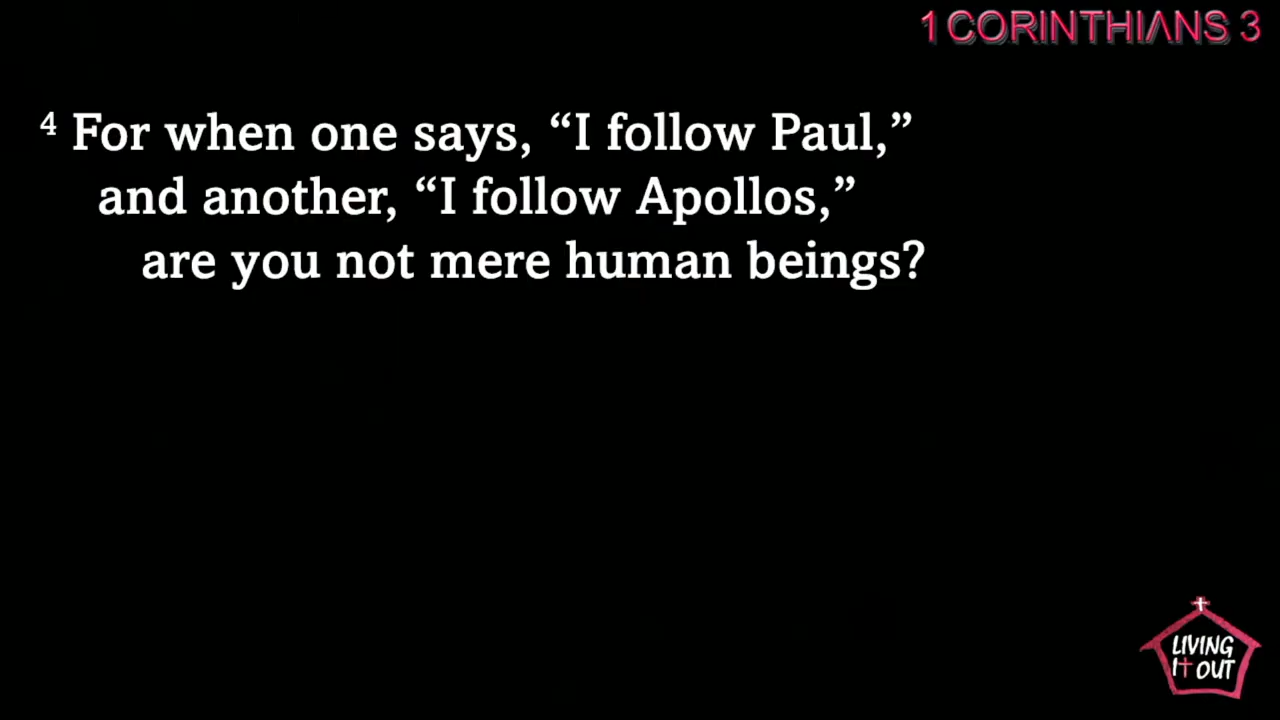 1 CORINTHIANS 3
4 For when one says, “I follow Paul,”
and another, “I follow Apollos,”
are you not mere human beings?
LIVING
IT OUT